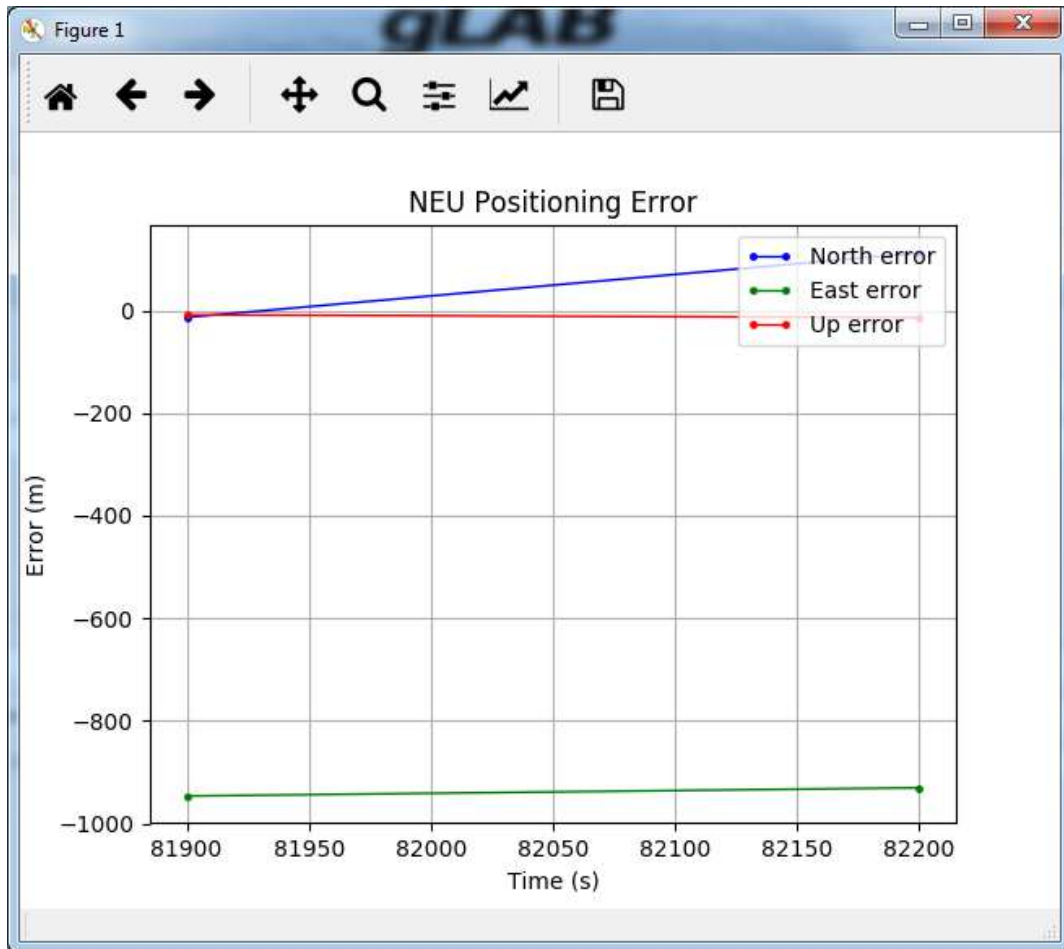 Figure 1
gLAB
NEU Positioning Error
North error
East error
Up error
0
−200
−400
−600
−800
−1000
Error (m)
81900 81950 82000 82050 82100 82150 82200
Time (s)